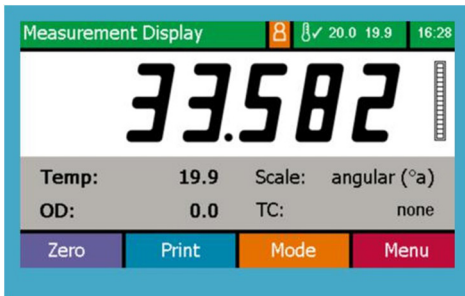 Measurement Display 8 ✓ 20.0 19.9 16:28
33.582
Temp: 19.9 Scale: angular (°a)
OD: 0.0 TC: none
Zero Print Mode Menu